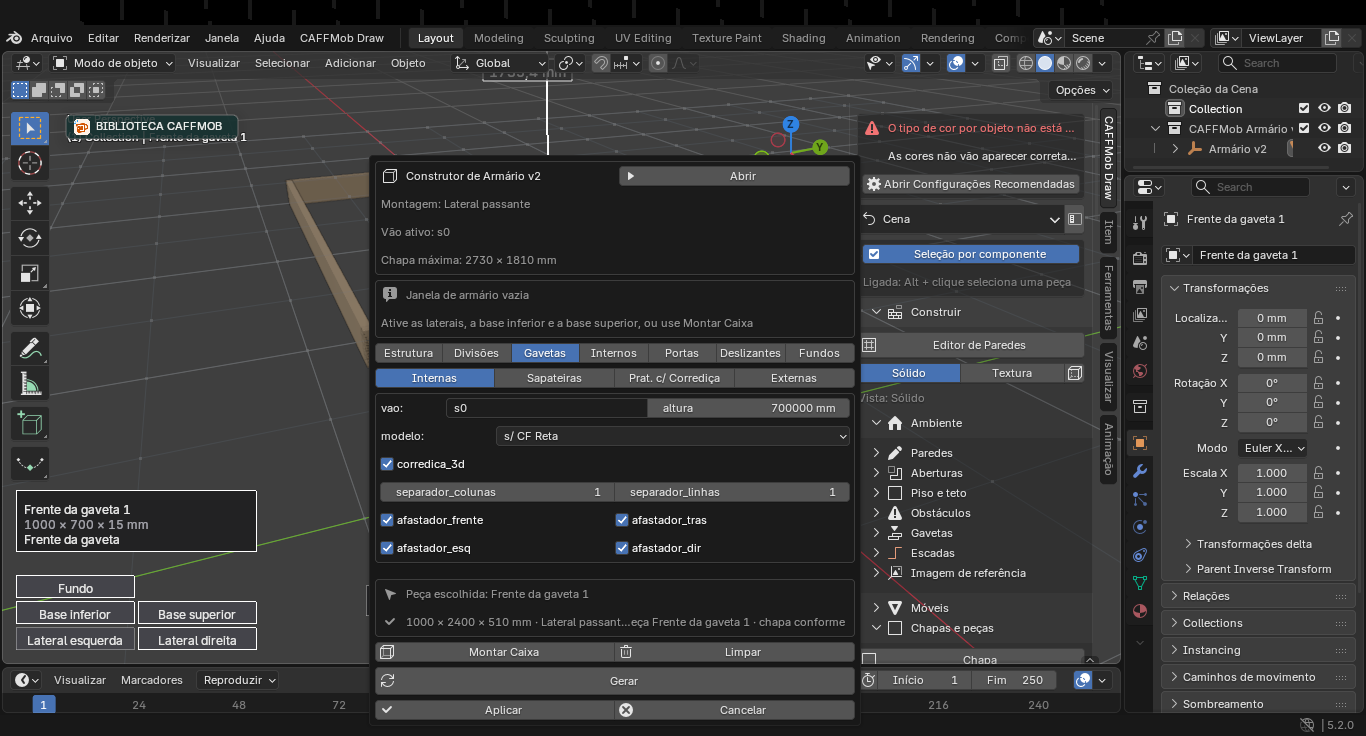 Arquivo Editar Renderizar Janela Ajuda CAFFMob Draw Layout Modeling Sculpting UV Editing Texture Paint Shading Animation Rendering Scene ViewLayer
Modo de objeto Visualizar Selecionar Adicionar Objeto Global
Search
Opções
Coleção da Cena
Collection
CAFFMob Armário
Armário v2
BIBLIOTECA CAFFMOB
(1) Collection | Frente da gaveta 1
1755,4 mm
Z
Y
O tipo de cor por objeto não está ...
As cores não vão aparecer correta...
Abrir Configurações Recomendadas
Cena
Seleção por componente
Ligada: Alt + clique seleciona uma peça
Construir
Editor de Paredes
Sólido Textura
Vista: Sólido
Ambiente
Paredes
Aberturas
Piso e teto
Obstáculos
Gavetas
Escadas
Imagem de referência
Móveis
Chapas e peças
Chapa
CAFFMob Draw
Item
Ferramentas
Visualizar
Animação
Construtor de Armário v2 Abrir
Montagem: Lateral passante
Vão ativo: s0
Chapa máxima: 2730 × 1810 mm
Janela de armário vazia
Ative as laterais, a base inferior e a base superior, ou use Montar Caixa
Estrutura Divisões Gavetas Internos Portas Deslizantes Fundos
Internas Sapateiras Prat. c/ Corrediça Externas
vao: s0 altura 700000 mm
modelo: s/ CF Reta
corredica_3d
separador_colunas 1 separador_linhas 1
afastador_frente afastador_tras
afastador_esq afastador_dir
Peça escolhida: Frente da gaveta 1
1000 × 2400 × 510 mm · Lateral passant...eça Frente da gaveta 1 · chapa conforme
Montar Caixa Limpar
Gerar
Aplicar Cancelar
Frente da gaveta 1
1000 × 700 × 15 mm
Frente da gaveta
Fundo
Base inferior Base superior
Lateral esquerda Lateral direita
Search
Frente da gaveta 1
Frente da gaveta 1
Transformações
Localiza... 0 mm
Y 0 mm
Z 0 mm
Rotação X 0°
Y 0°
Z 0°
Modo Euler X...
Escala X 1.000
Y 1.000
Z 1.000
Transformações delta
Parent Inverse Transform
Relações
Collections
Instancing
Caminhos de movimento
Sombreamento
Visualizar Marcadores Reproduzir Início 1 Fim 250
1 24 48 72 216 240
5.2.0